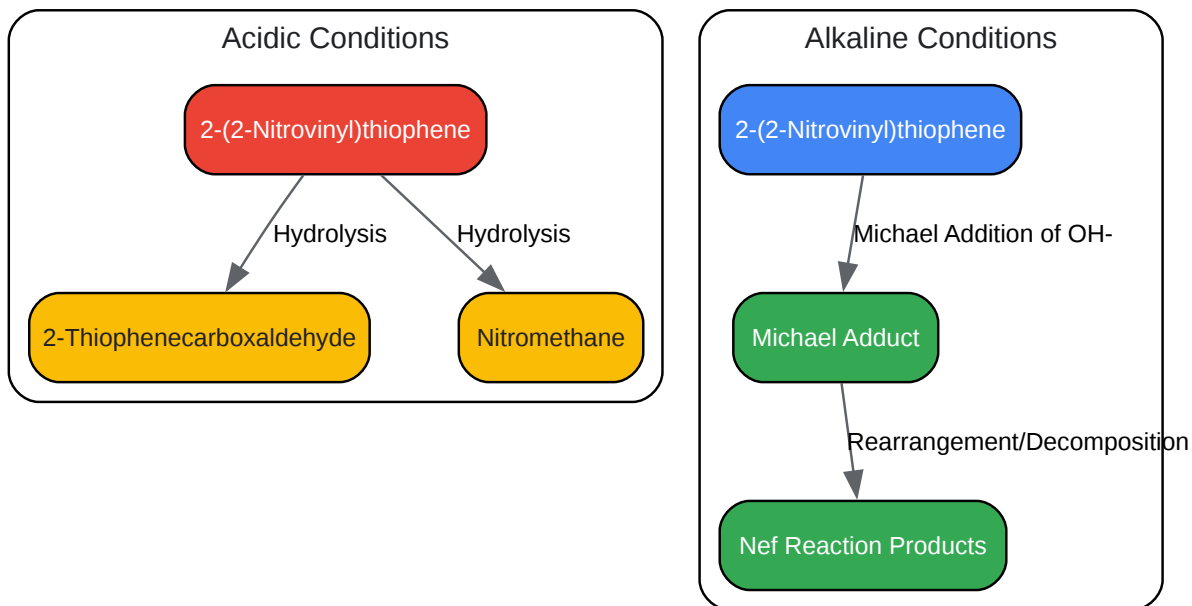 Acidic Conditions
2-(2-Nitrovinyl)thiophene
Hydrolysis
Hydrolysis
2-Thiophenecarboxaldehyde
Nitromethane
Alkaline Conditions
2-(2-Nitrovinyl)thiophene
Michael Addition of OH-
Michael Adduct
Rearrangement/Decomposition
Nef Reaction Products